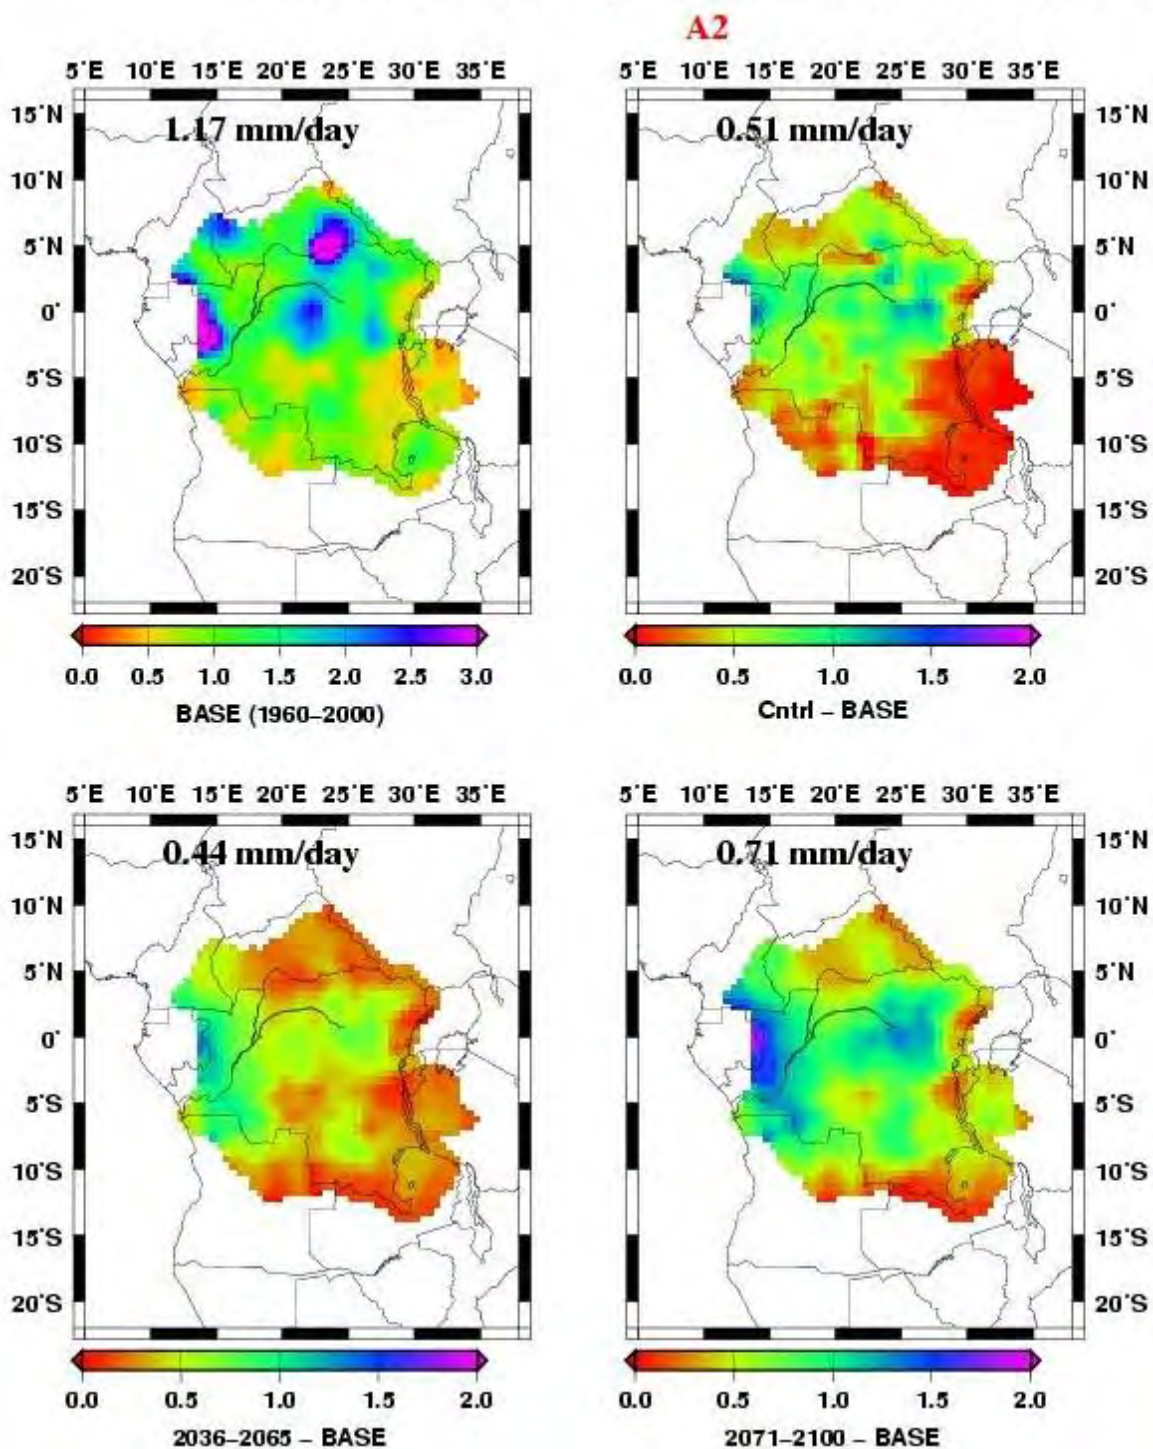 A2
5°E 10°E 15°E 20°E 25°E 30°E 35°E
5°E 10°E 15°E 20°E 25°E 30°E 35°E
1.17 mm/day
0.51 mm/day
15°N
10°N
5°N
0°
5°S
10°S
15°S
20°S
15°N
10°N
5°N
0°
5°S
10°S
15°S
20°S
0.0 0.5 1.0 1.5 2.0 2.5 3.0
0.0 0.5 1.0 1.5 2.0
BASE (1960–2000)
Cntrl – BASE
5°E 10°E 15°E 20°E 25°E 30°E 35°E
5°E 10°E 15°E 20°E 25°E 30°E 35°E
0.44 mm/day
0.71 mm/day
15°N
10°N
5°N
0°
5°S
10°S
15°S
20°S
15°N
10°N
5°N
0°
5°S
10°S
15°S
20°S
0.0 0.5 1.0 1.5 2.0
0.0 0.5 1.0 1.5 2.0
2036–2065 – BASE
2071–2100 – BASE